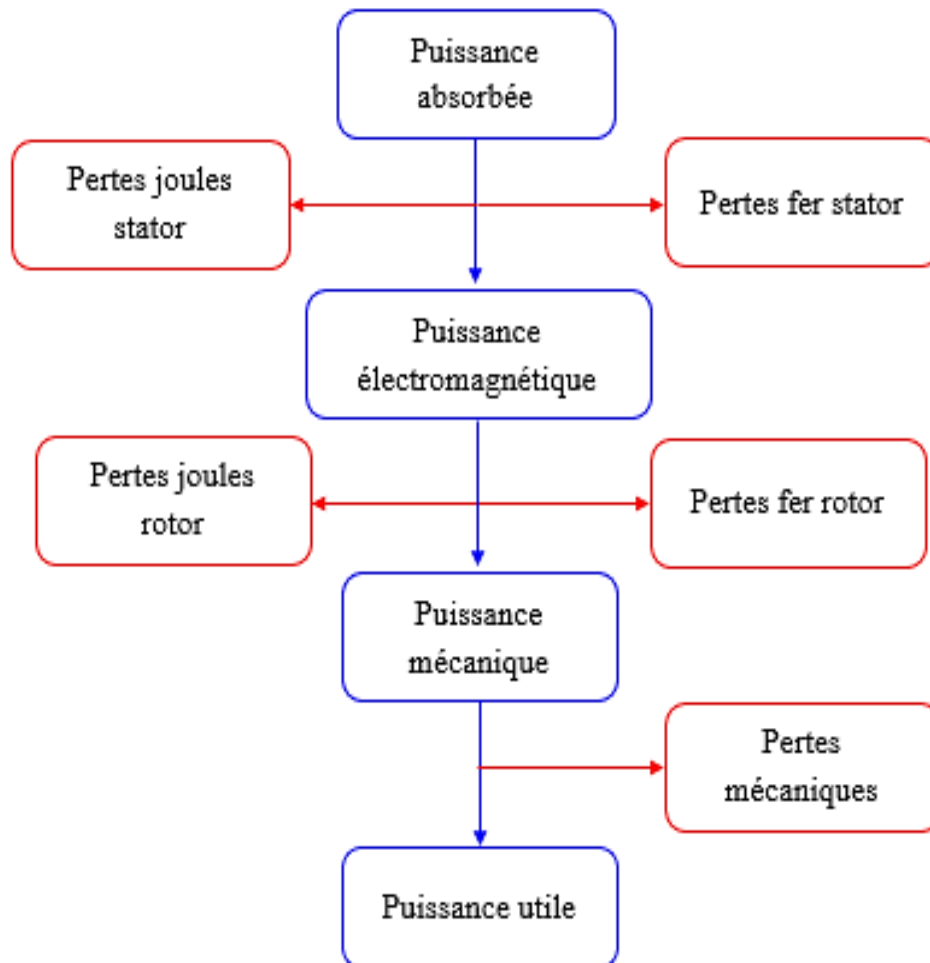 Puissance
absorbée
Pertes joules
stator
Pertes fer stator
Puissance
électromagnétique
Pertes joules
rotor
Pertes fer rotor
Puissance
mécanique
Pertes
mécaniques
Puissance utile